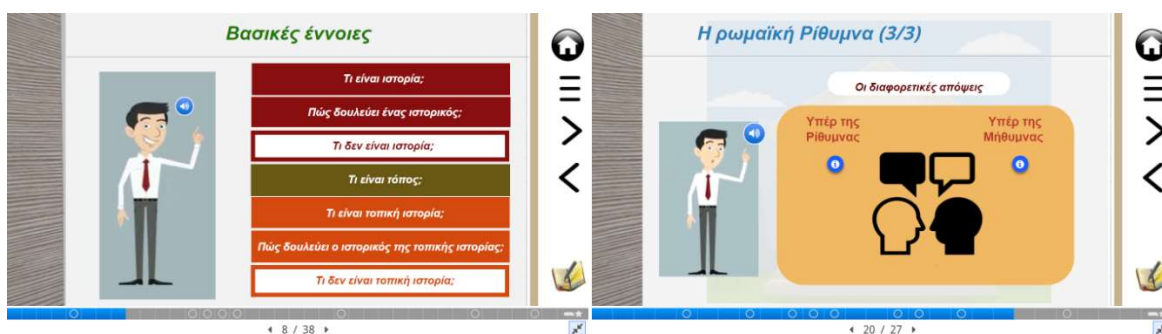 Βασικές έννοιες
Τι είναι ιστορία;
Πώς δουλεύει ένας ιστορικός;
Τι δεν είναι ιστορία;
Τι είναι τόπος;
Τι είναι τοπική ιστορία;
Πώς δουλεύει ο ιστορικός της τοπικής ιστορίας;
Τι δεν είναι τοπική ιστορία;
8 / 38
Η ρωμαϊκή Ρίθυμνα (3/3)
Οι διαφορετικές απόψεις
Υπέρ της
Ρίθυμνας
Υπέρ της
Μήθυμνας
20 / 27